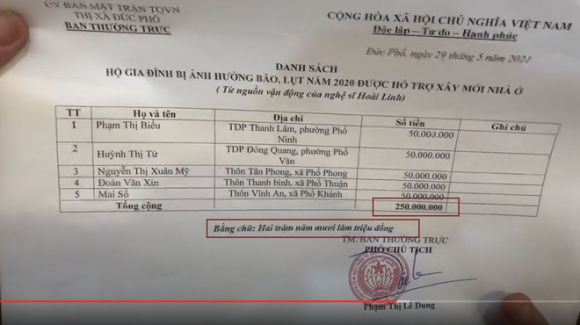 UV BAN MẶT TRẬN TQVN
THỊ XÃ ĐỨC PHỔ
BAN THƯỜNG TRỰC
CỘNG HÒA XÃ HỘI CHỦ NGHĨA VIỆT NAM
Độc lập - Tự do - Hạnh phúc
Đức Phổ, ngày 29 tháng 5 năm 2021
DANH SÁCH
HỘ GIA ĐÌNH BỊ ẢNH HƯỞNG BÃO, LỤT NĂM 2020 ĐƯỢC HỖ TRỢ XÂY MỚI NHÀ Ở
( Từ nguồn vận động của nghệ sĩ Hoài Linh)
TT Họ và tên Địa chỉ Số tiền Ghi chú
1 Phạm Thị Biểu TDP Thanh Lâm, phường Phổ Ninh 50.000.000
2 Huỳnh Thị Từ TDP Đông Quang, phường Phổ Văn 50.000.000
3 Nguyễn Thị Xuân Mỹ Thôn Tân Phong, xã Phổ Phong 50.000.000
4 Đoàn Văn Xin Thôn Thanh bình, xã Phổ Thuận 50.000.000
5 Mai Số Thôn Vĩnh An, xã Phổ Khánh 50.000.000
Tổng cộng 250.000.000
Bằng chữ: Hai trăm năm mươi lăm triệu đồng
TM. BAN THƯỜNG TRỰC
PHÓ CHỦ TỊCH
Phạm Thị Lê Dung